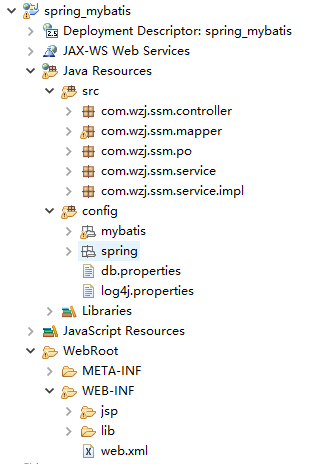 spring_mybatis
Deployment Descriptor: spring_mybatis
JAX-WS Web Services
Java Resources
src
com.wzj.ssm.controller
com.wzj.ssm.mapper
com.wzj.ssm.po
com.wzj.ssm.service
com.wzj.ssm.service.impl
config
mybatis
spring
db.properties
log4j.properties
Libraries
JavaScript Resources
WebRoot
META-INF
WEB-INF
jsp
lib
web.xml